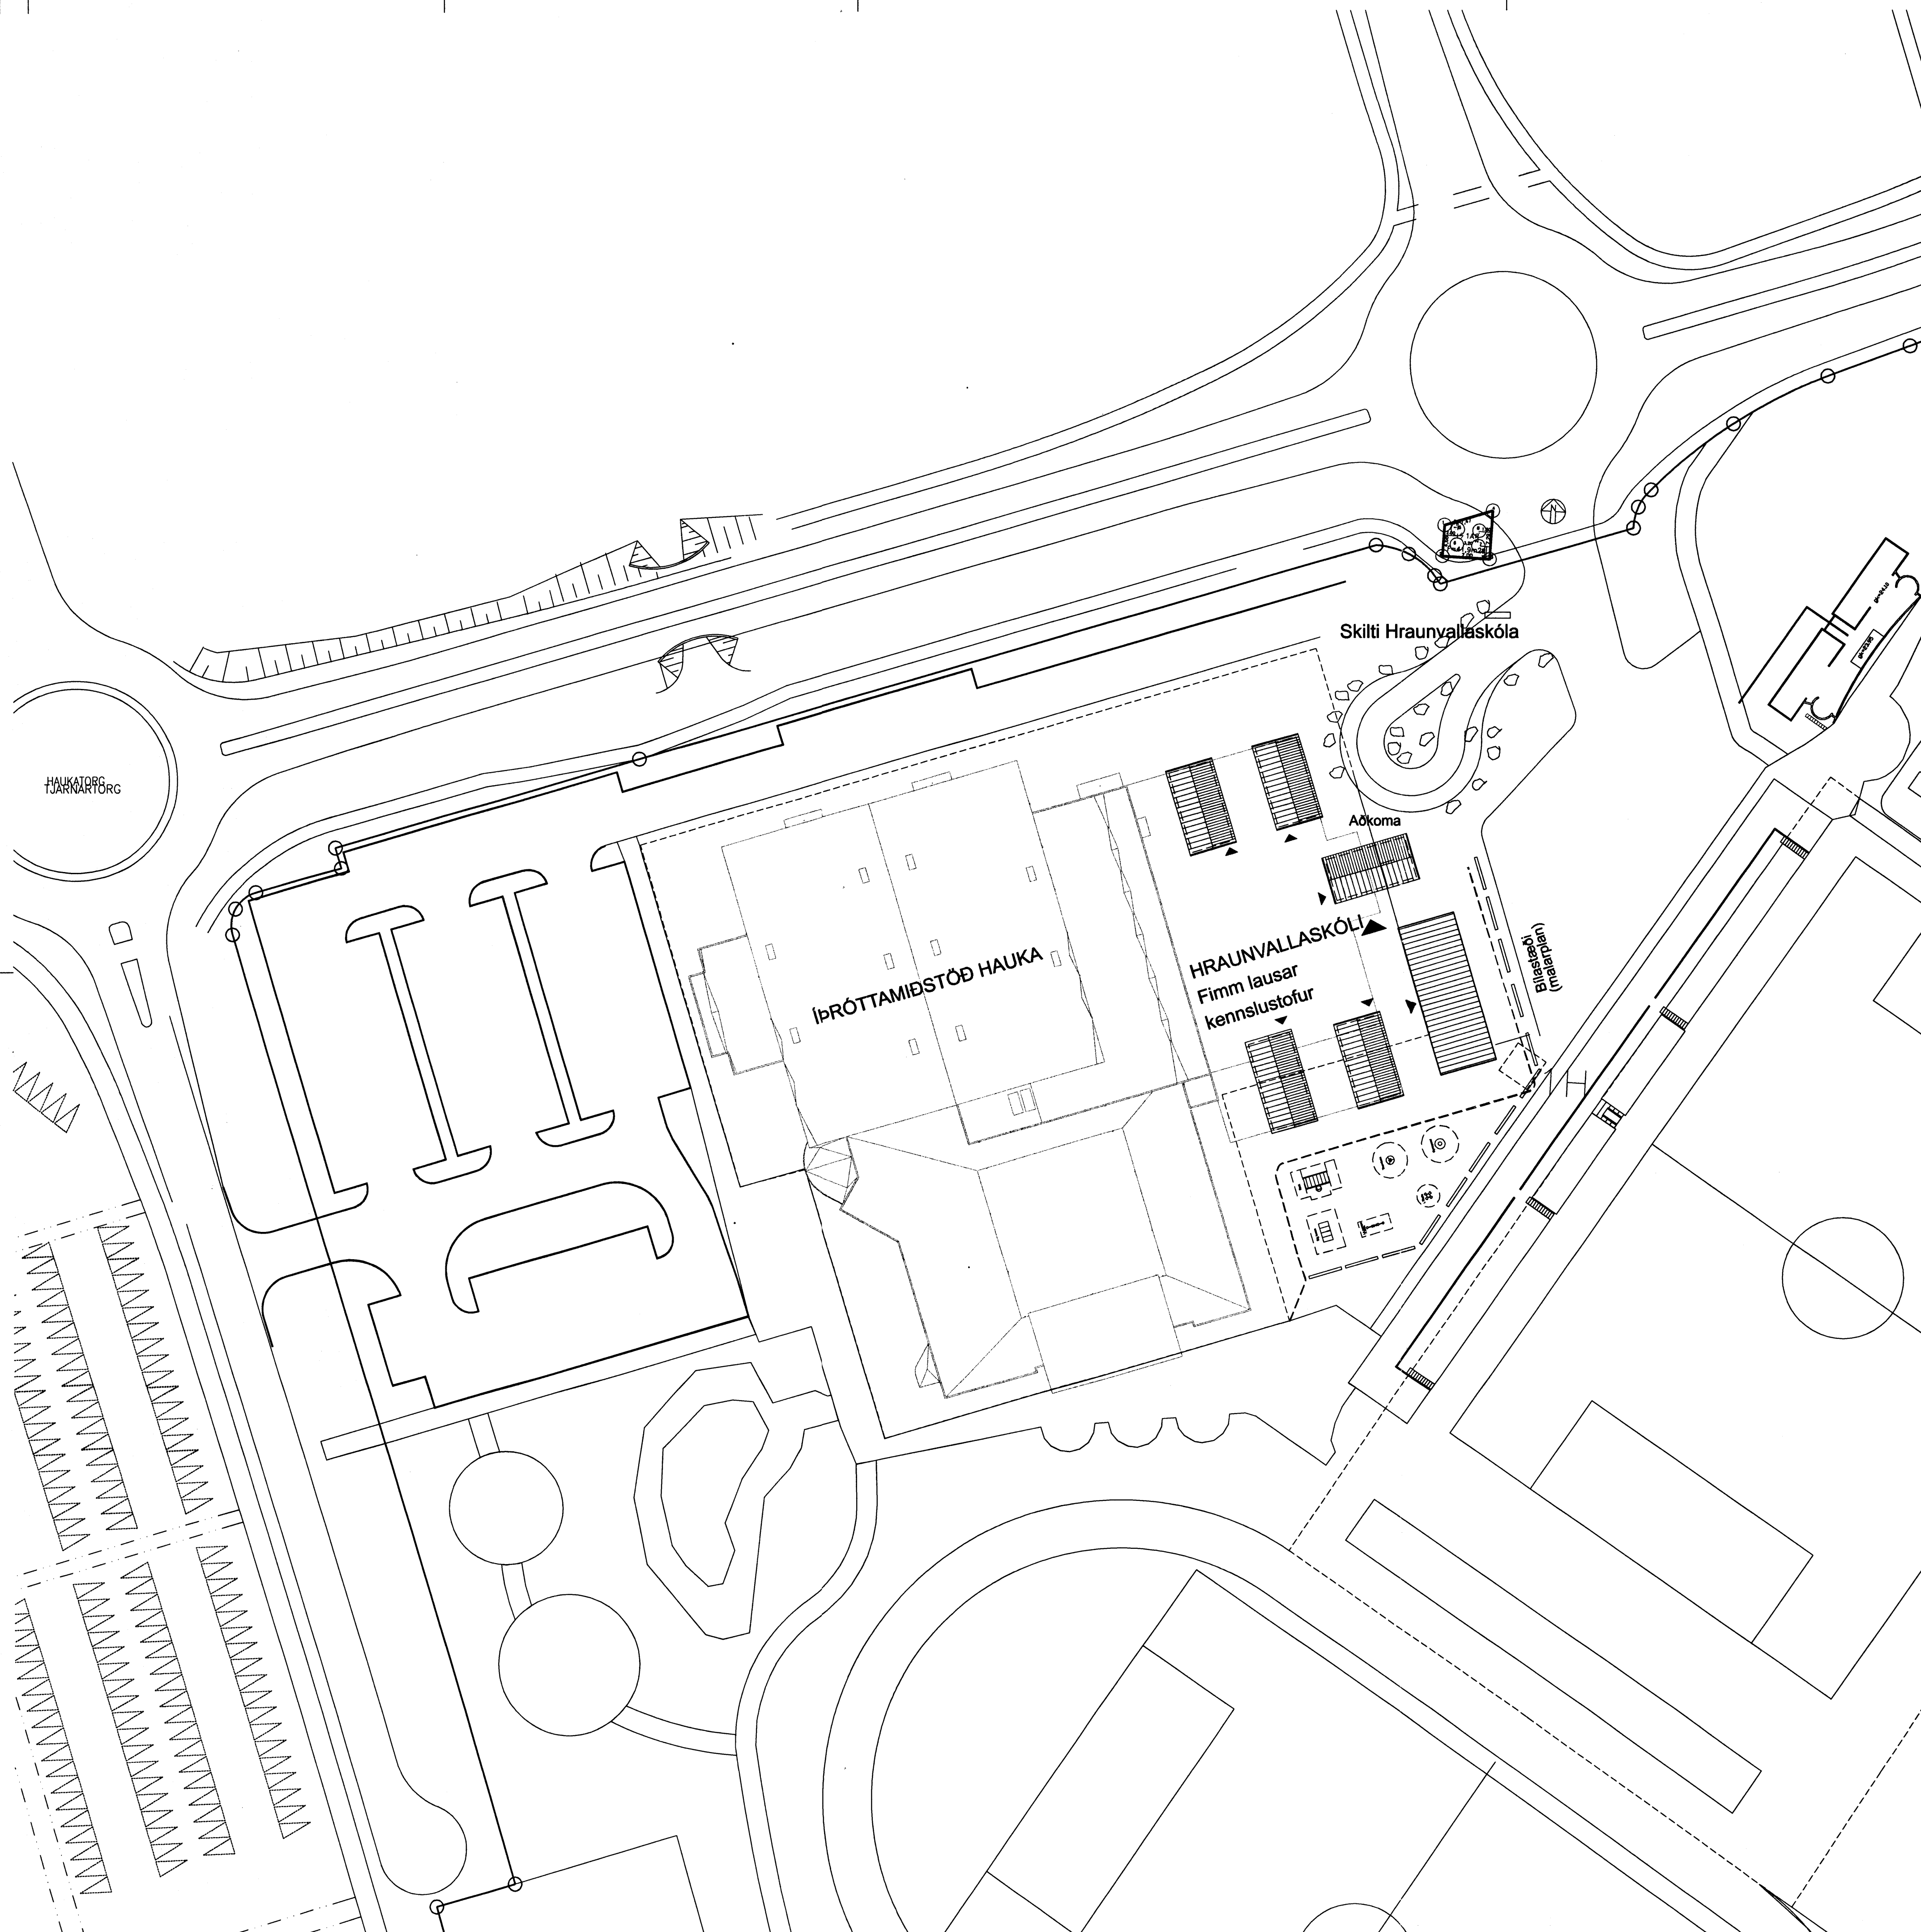 Skilti Hraunvallaskóla
HAUKATORG
TJARNARTORG
Aðkoma
ÍÞRÓTTAMIÐSTÖÐ HAUKA
HRAUNVALLASKÓLI
Fimm lausar
kennslustofur
Bílastæði
(malarplan)
N